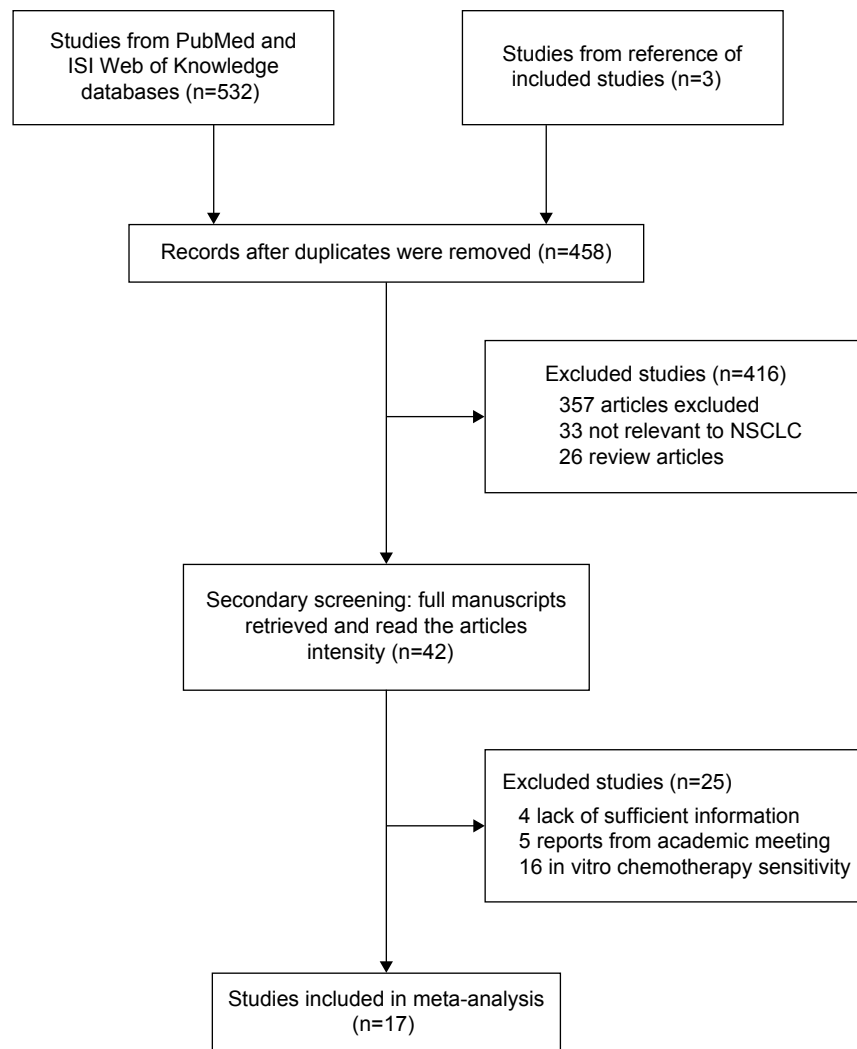 Studies from PubMed and
ISI Web of Knowledge
databases (n=532)
Studies from reference of
included studies (n=3)
Records after duplicates were removed (n=458)
Excluded studies (n=416)
357 articles excluded
33 not relevant to NSCLC
26 review articles
Secondary screening: full manuscripts
retrieved and read the articles
intensity (n=42)
Excluded studies (n=25)
4 lack of sufficient information
5 reports from academic meeting
16 in vitro chemotherapy sensitivity
Studies included in meta-analysis
(n=17)